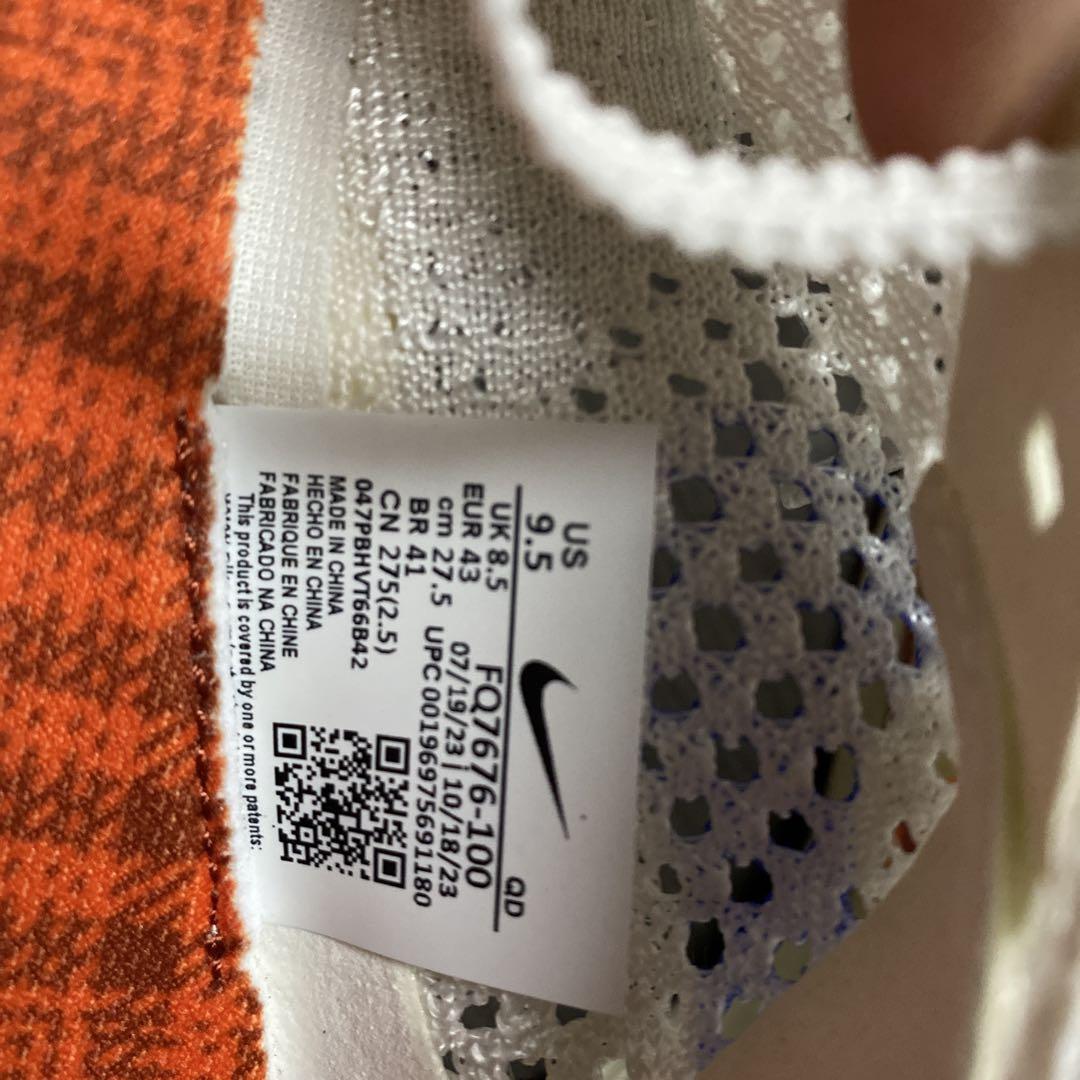 US
9.5
QD
UK 8.5
EUR 43
cm 27.5
BR 41
CN 275(2.5)
FQ7676-100
07/19/23 | 10/18/23
UPC 00196975691180
047PBHVT66B42
MADE IN CHINA
HECHO EN CHINA
FABRIQUE EN CHINE
FABRICADO NA CHINA
This product is covered by one or more patents: